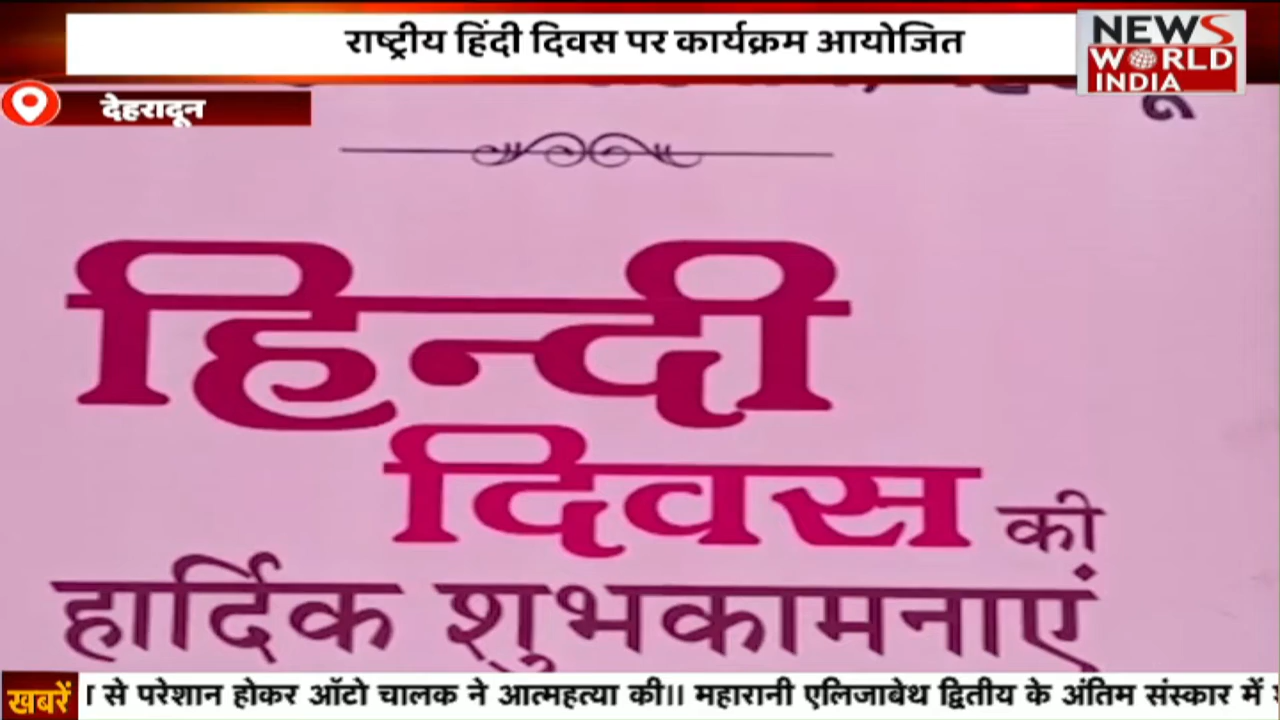 राष्ट्रीय हिंदी दिवस पर कार्यक्रम आयोजित
NEWS
WORLD
INDIA
देहरादून
हिन्दी
दिवस की
हार्दिक शुभकामनाएं
खबरें
से परेशान होकर ऑटो चालक ने आत्महत्या की।। महारानी एलिजाबेथ द्वितीय के अंतिम संस्कार में